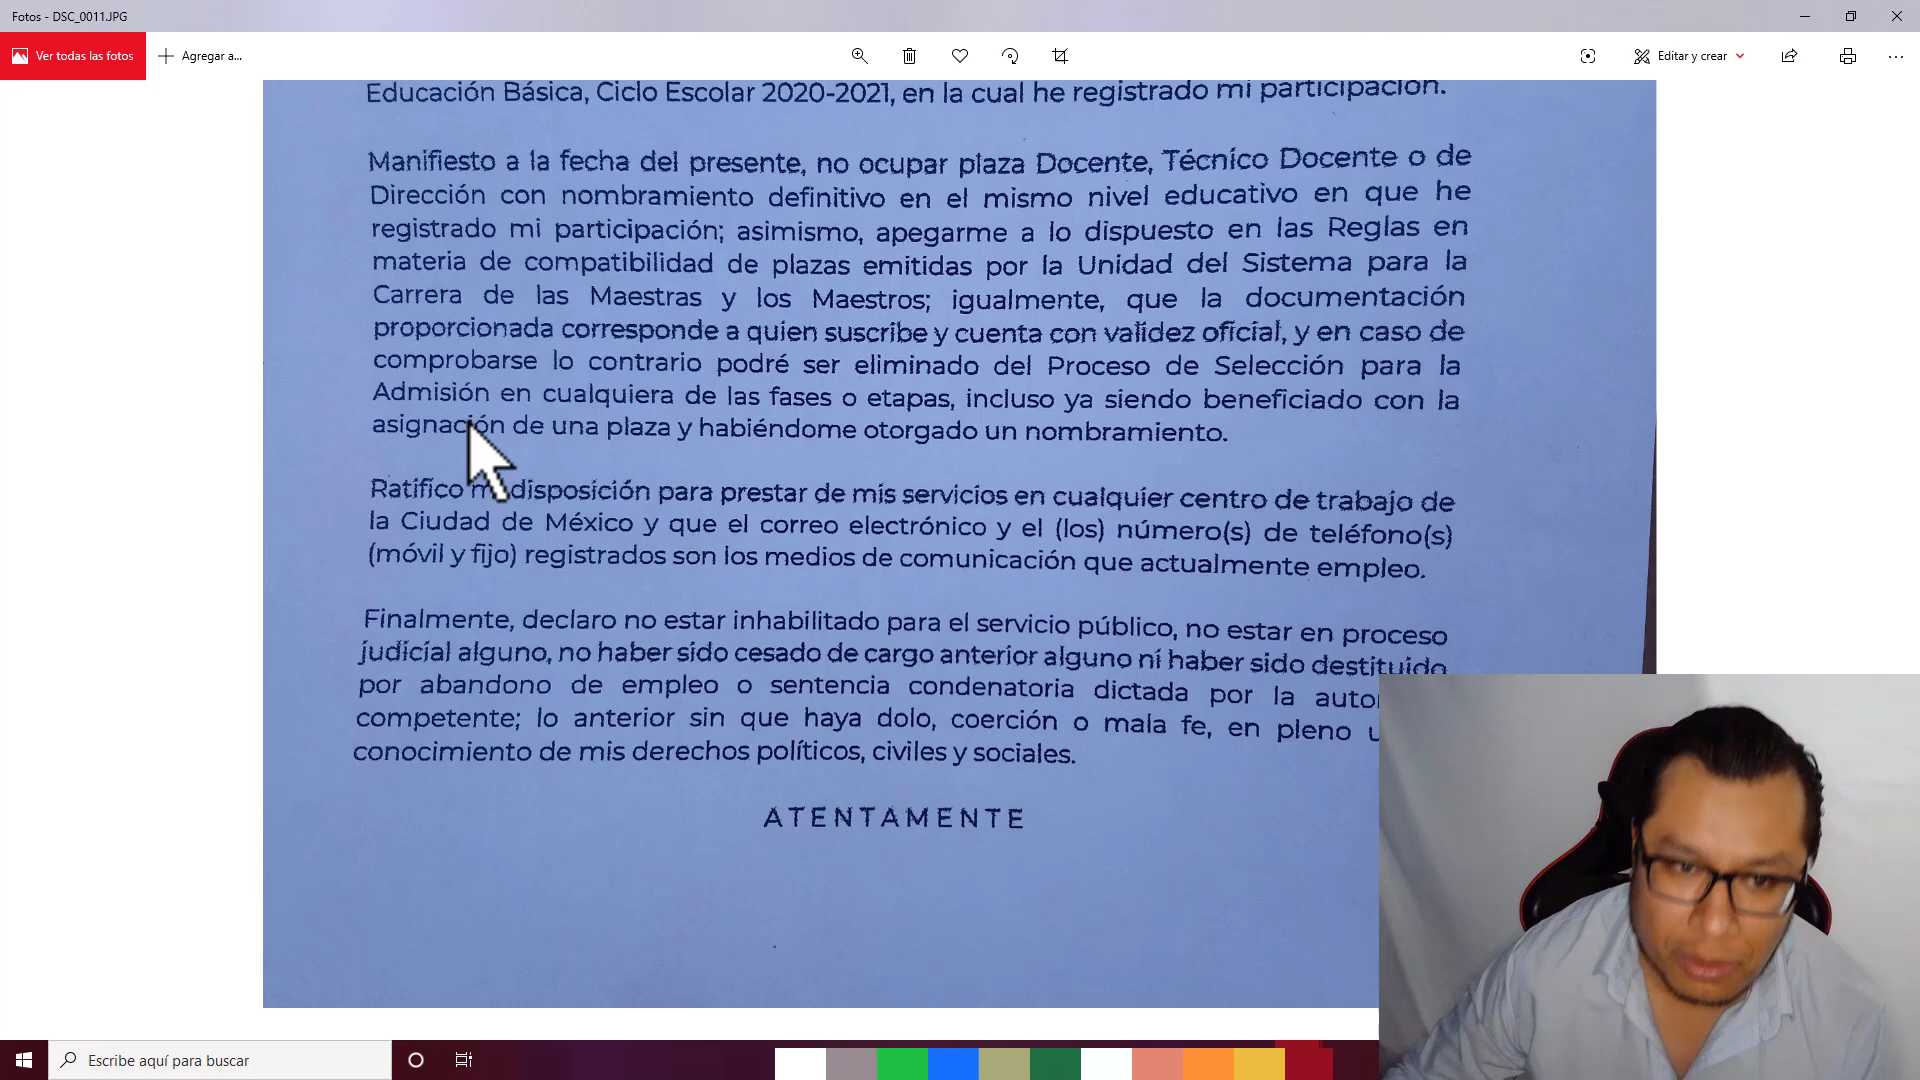 Fotos - DSC_0011.JPG
Ver todas las fotos
Agregar a...
Editar y crear
Educación Básica, Ciclo Escolar 2020-2021, en la cual he registrado mi participación.
Manifiesto a la fecha del presente, no ocupar plaza Docente, Técnico Docente o de
Dirección con nombramiento definitivo en el mismo nivel educativo en que he
registrado mi participación; asimismo, apegarme a lo dispuesto en las Reglas en
materia de compatibilidad de plazas emitidas por la Unidad del Sistema para la
Carrera de las Maestras y los Maestros; igualmente, que la documentación
proporcionada corresponde a quien suscribe y cuenta con validez oficial, y en caso de
comprobarse lo contrario podré ser eliminado del Proceso de Selección para la
Admisión en cualquiera de las fases o etapas, incluso ya siendo beneficiado con la
asignación de una plaza y habiéndome otorgado un nombramiento.
Ratifico disposición para prestar de mis servicios en cualquier centro de trabajo de
la Ciudad de México y que el correo electrónico y el (los) número(s) de teléfono(s)
(móvil y fijo) registrados son los medios de comunicación que actualmente empleo.
Finalmente, declaro no estar inhabilitado para el servicio público, no estar en proceso
judicial alguno, no haber sido cesado de cargo anterior alguno ni haber sido destituido
por abandono de empleo o sentencia condenatoria dictada por la
competente; lo anterior sin que haya dolo, coerción o mala fe, en pleno
conocimiento de mis derechos políticos, civiles y sociales.
ATENTAMENTE
Escribe aquí para buscar